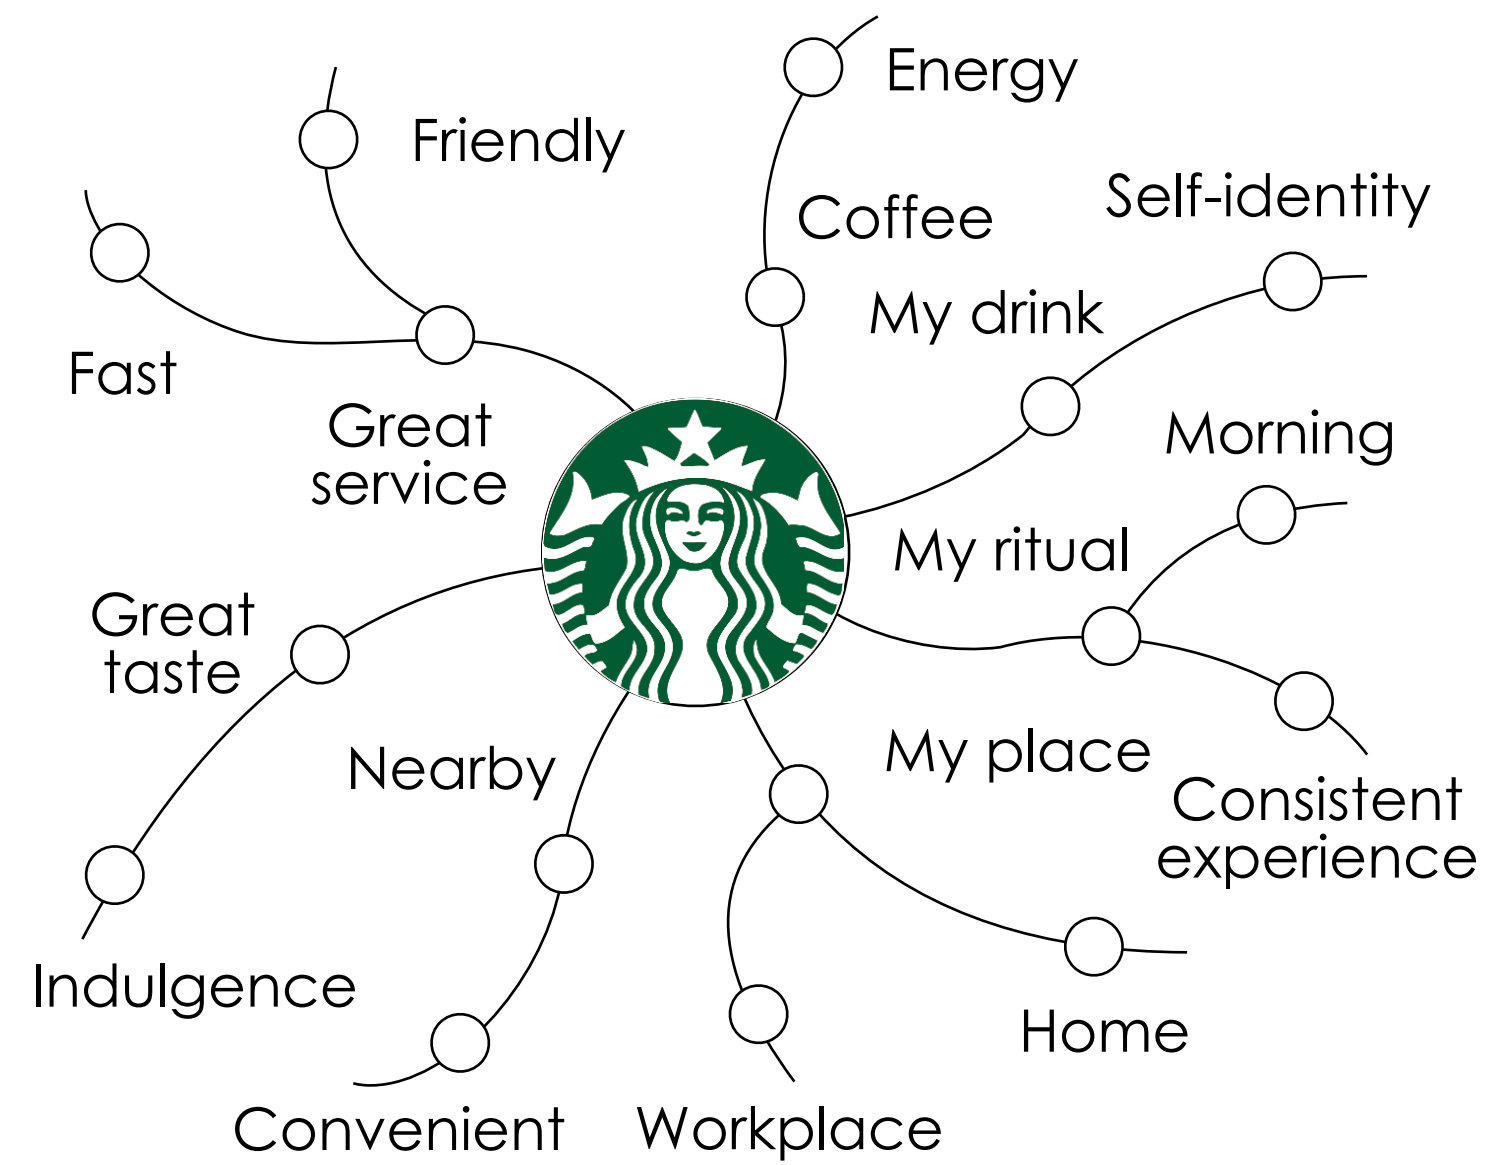 Energy
Friendly
Self-identity
Coffee
My drink
Fast
Great
service
Morning
My ritual
Great
taste
Nearby
My place
Consistent
experience
Indulgence
Home
Convenient
Workplace